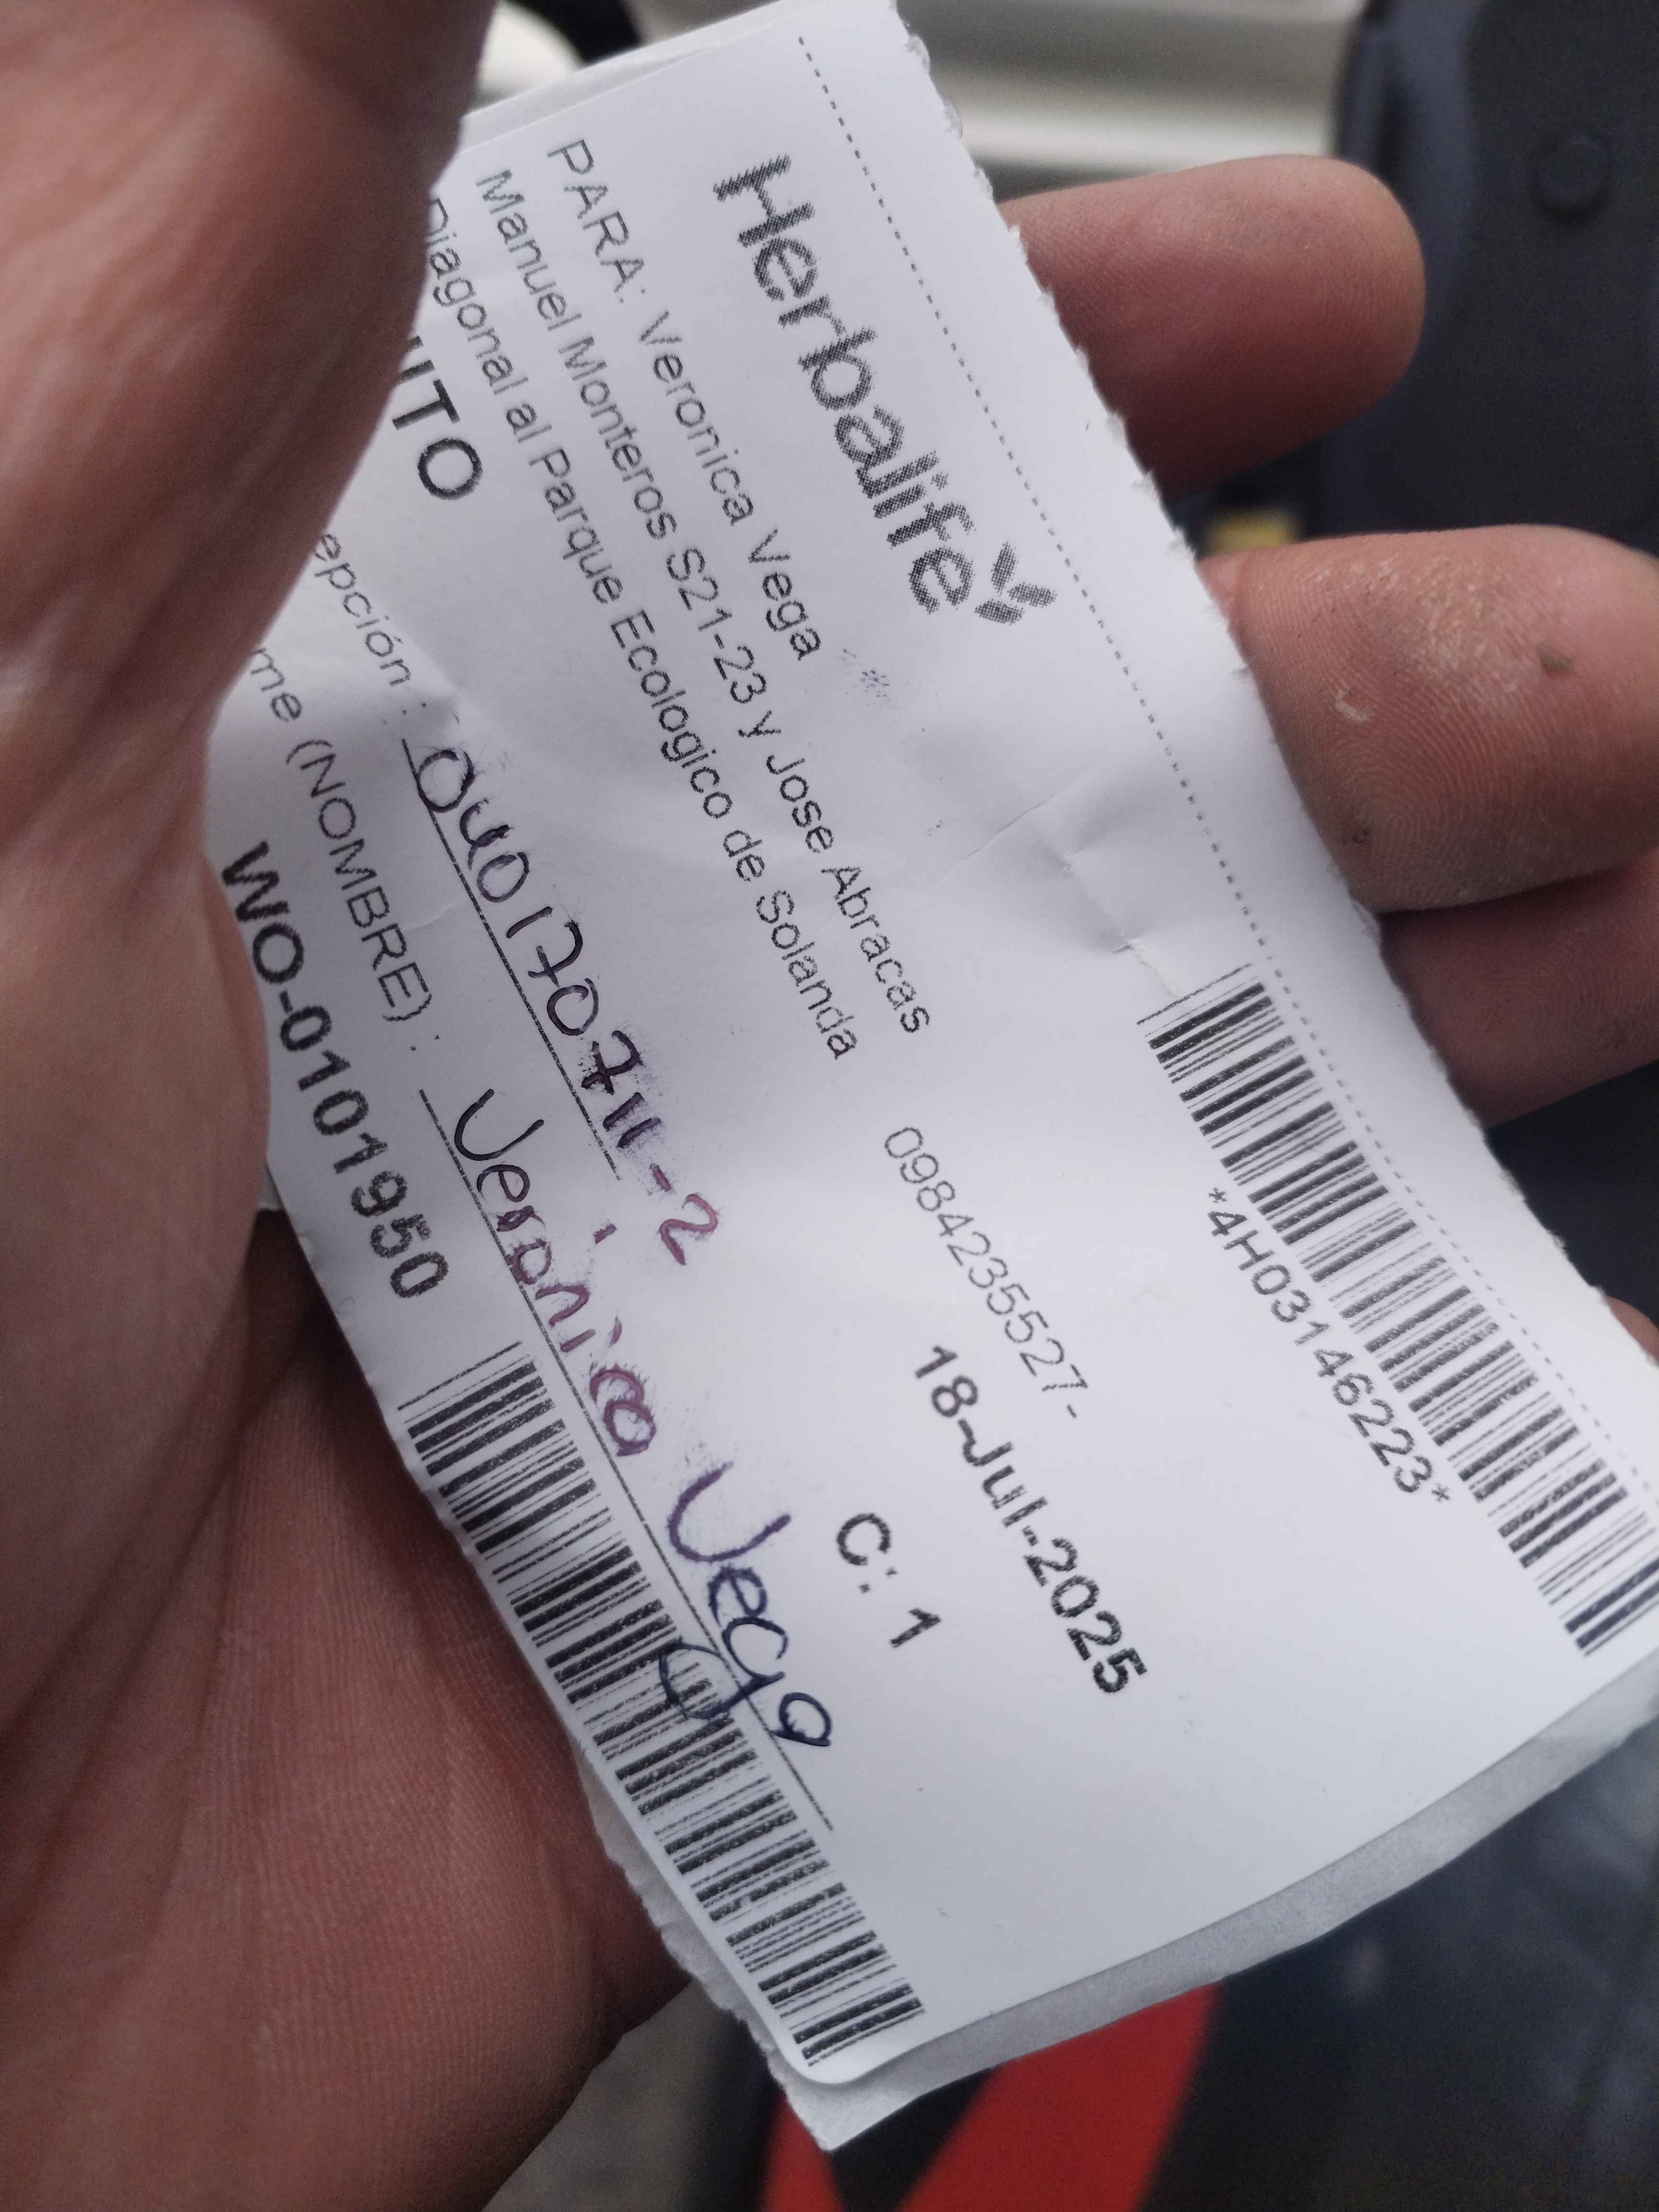 Herbalife
*4H03146223*
PARA: Veronica Vega
Manuel Monteros S21-23 y Jose Abracas
Diagonal al Parque Ecologico de Solanda
0984235527-
18-Jul-2025
C: 1
UITO
epción :
me (NOMBRE) : Veronica Vega
WO-0101950